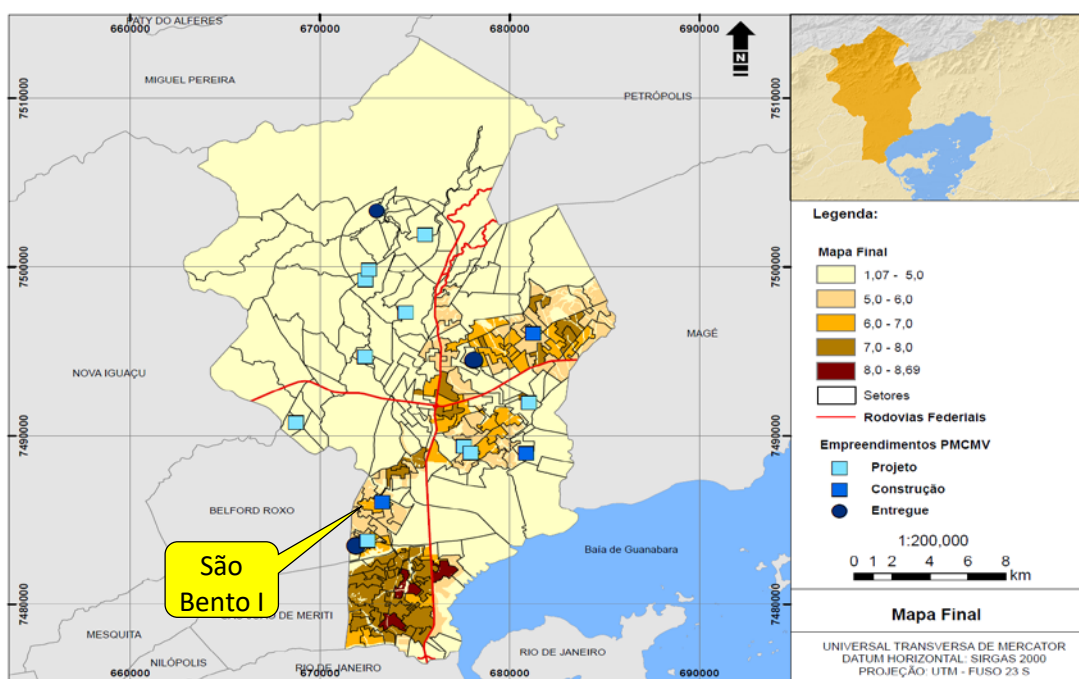 PATY DO ALFERES
660000
670000
680000
690000
MIGUEL PEREIRA
N
7510000
7510000
PETRÓPOLIS
7500000
7500000
MAGÉ
NOVA IGUAÇU
7490000
7490000
BELFORD ROXO
São
Bento I
Baía de Guanabara
7480000
7480000
DE MERITI
MESQUITA
NILÓPOLIS
RIO DE JANEIRO
RIO DE JANEIRO
660000
670000
680000
690000
Legenda:
Mapa Final
1,07 - 5,0
5,0 - 6,0
6,0 - 7,0
7,0 - 8,0
8,0 - 8,69
Setores
Rodovias Federiais
Empreendimentos PMCMV
Projeto
Construção
Entregue
1:200,000
0 1 2 4 6 8
km
Mapa Final
UNIVERSAL TRANSVERSA DE MERCATOR
DATUM HORIZONTAL: SIRGAS 2000
PROJEÇÃO: UTM - FUSO 23 S